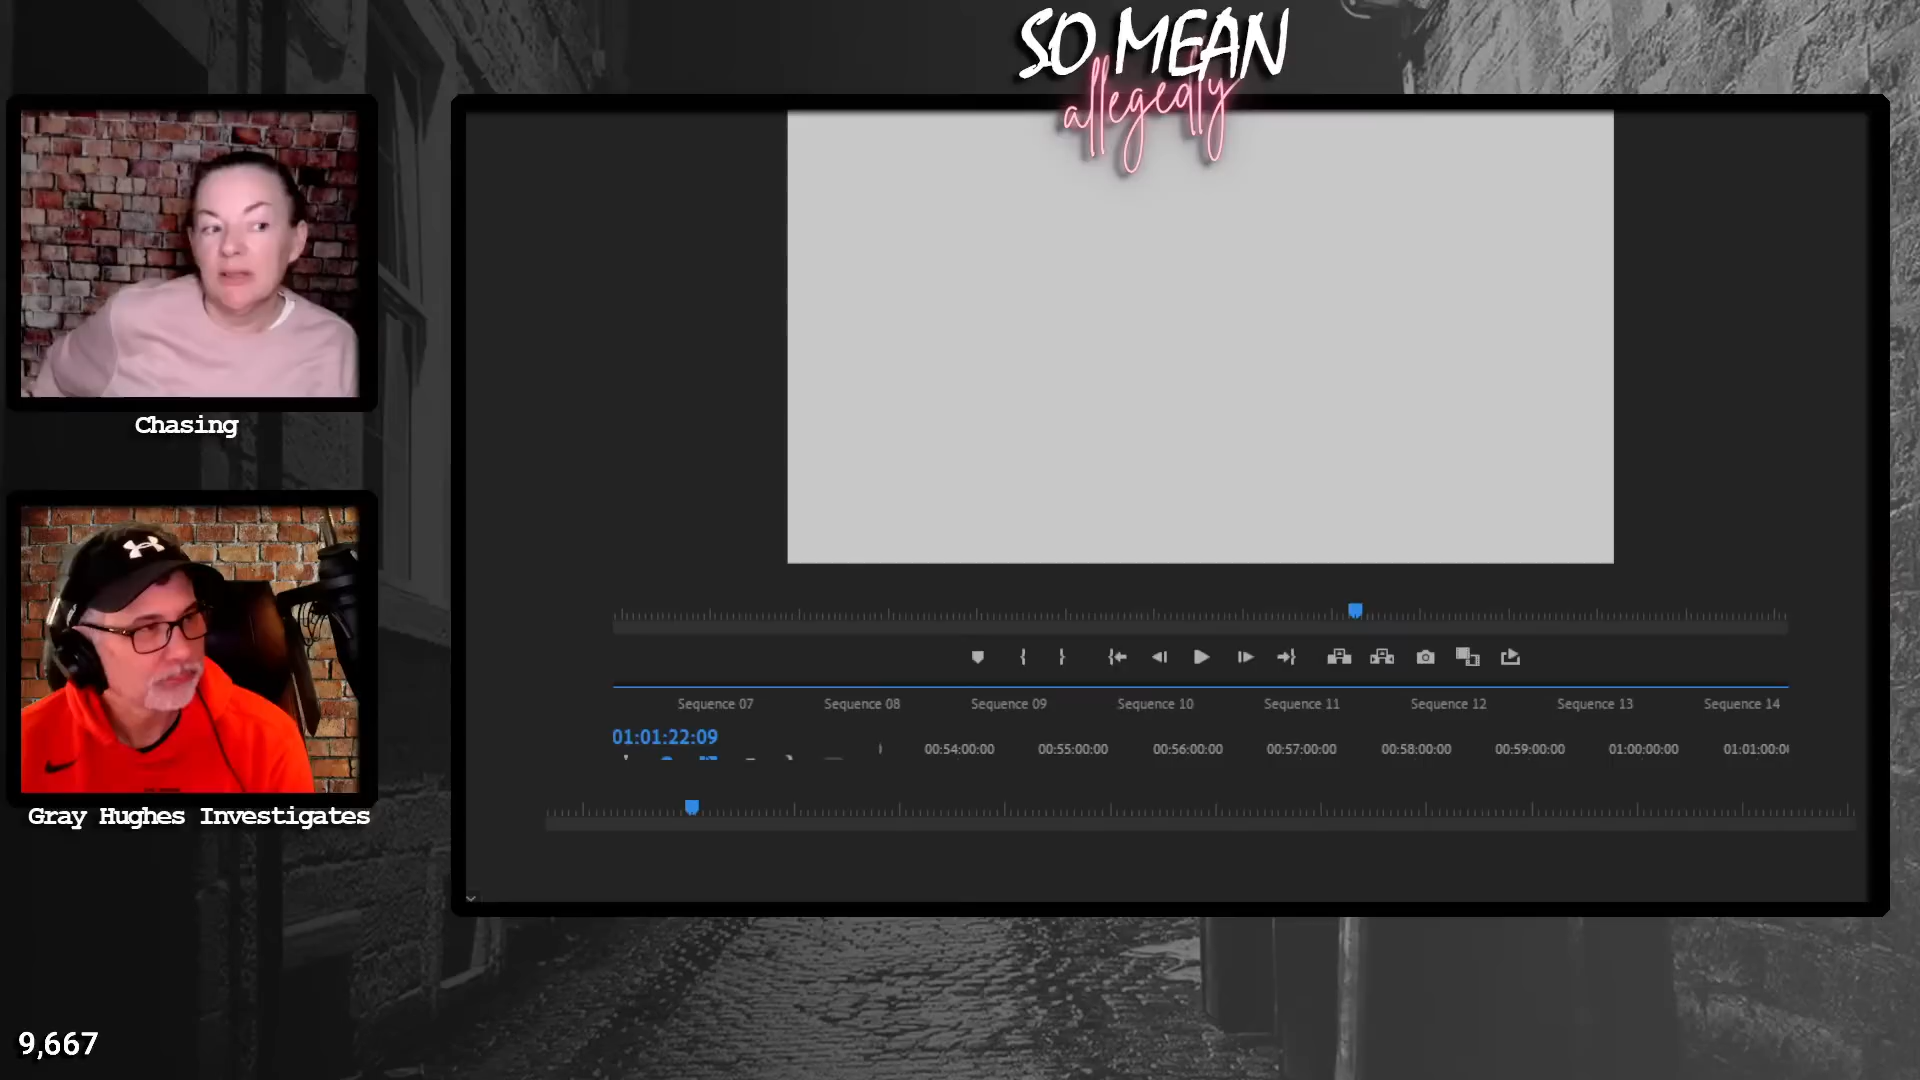 SO MEAN
allegedly
Chasing
Gray Hughes Investigates
Sequence 07
Sequence 08
Sequence 09
Sequence 10
Sequence 11
Sequence 12
Sequence 13
Sequence 14
01:01:22:09
00:54:00:00
00:55:00:00
00:56:00:00
00:57:00:00
00:58:00:00
00:59:00:00
01:00:00:00
9,667